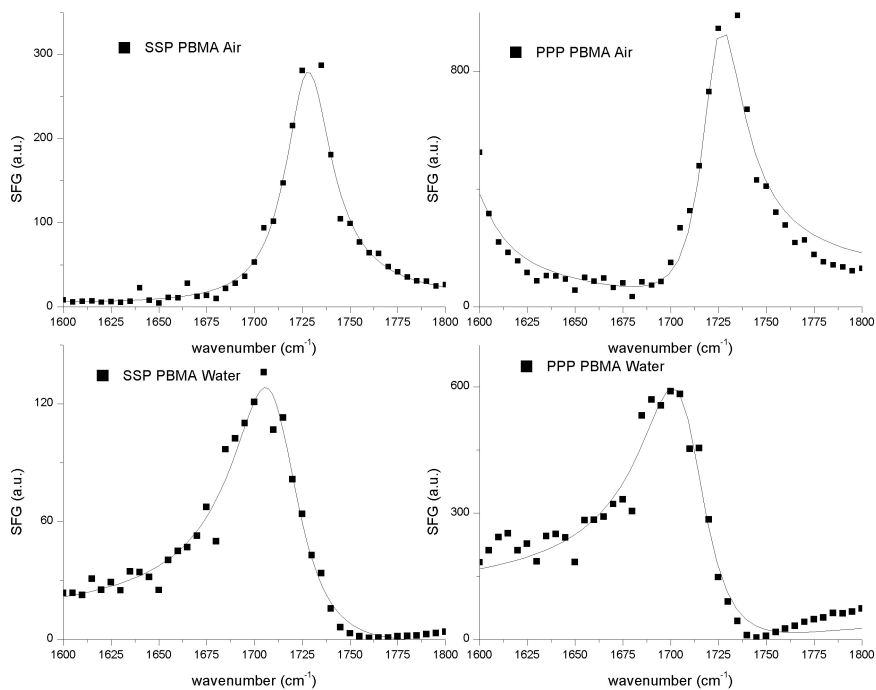 SSP PBMA Air
300
200
100
0
SFG (a.u.)
1600 1625 1650 1675 1700 1725 1750 1775 1800
wavenumber (cm⁻¹)
PPP PBMA Air
800
0
SFG (a.u.)
1600 1625 1650 1675 1700 1725 1750 1775 1800
wavenumber (cm⁻¹)
SSP PBMA Water
120
60
0
SFG (a.u.)
1600 1625 1650 1675 1700 1725 1750 1775 1800
wavenumber (cm⁻¹)
PPP PBMA Water
600
300
0
SFG (a.u.)
1600 1625 1650 1675 1700 1725 1750 1775 1800
wavenumber (cm⁻¹)